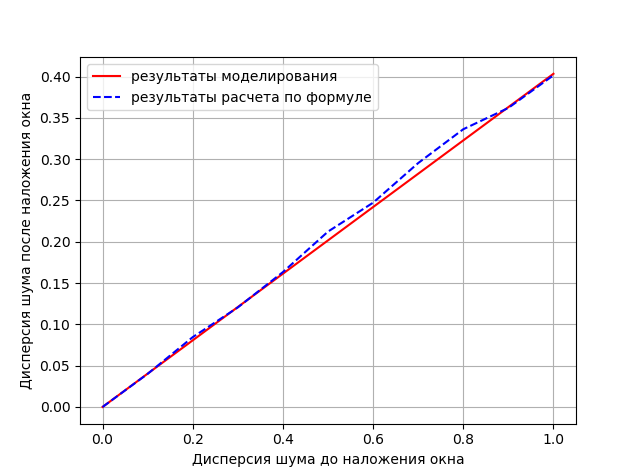 результаты моделирования
результаты расчета по формуле
0.40
0.35
0.30
0.25
0.20
0.15
0.10
0.05
0.00
Дисперсия шума после наложения окна
0.0 0.2 0.4 0.6 0.8 1.0
Дисперсия шума до наложения окна